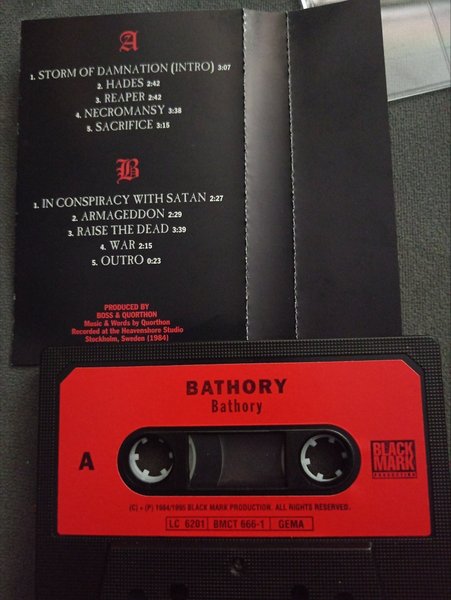 A
1. STORM OF DAMNATION (INTRO) 3:07
2. HADES 2:42
3. REAPER 2:42
4. NECROMANSY 3:38
5. SACRIFICE 3:15
B
1. IN CONSPIRACY WITH SATAN 2:27
2. ARMAGEDDON 2:29
3. RAISE THE DEAD 3:39
4. WAR 2:15
5. OUTRO 0:23
PRODUCED BY
BOSS & QUORTHON
Music & Words by Quorthon
Recorded at the Heavenshore Studio
Stockholm, Sweden (1984)
BATHORY
Bathory
A
BLACK
MARK
PRODUCTION
(C) + (P) 1984/1995 BLACK MARK PRODUCTION. ALL RIGHTS RESERVED.
LC 6201 BMCT 666-1 GEMA